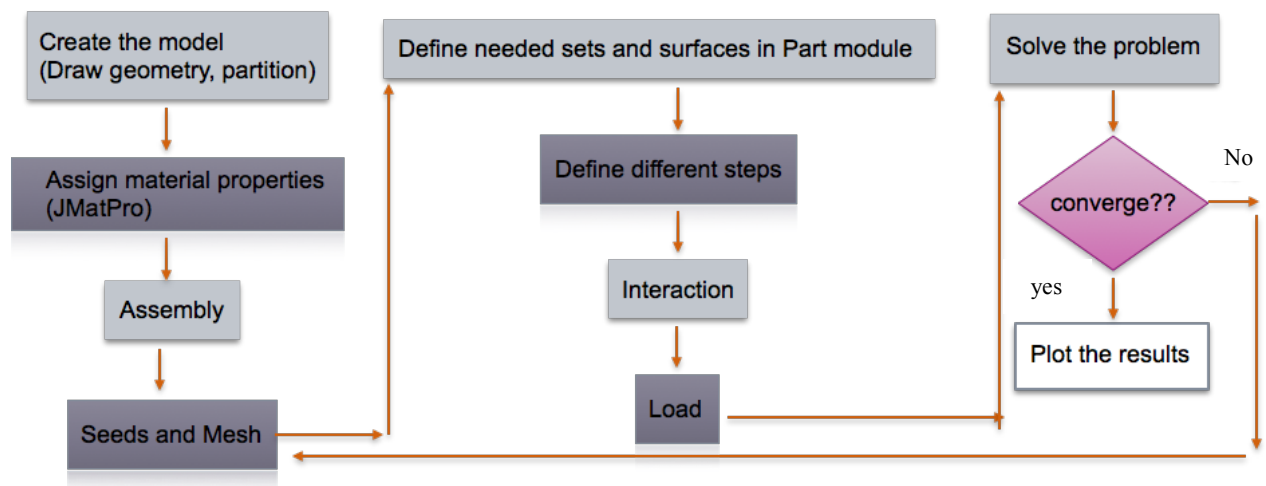 Create the model
(Draw geometry, partition)
Assign material properties
(JMatPro)
Assembly
Seeds and Mesh
Define needed sets and surfaces in Part module
Define different steps
Interaction
Load
Solve the problem
converge??
No
yes
Plot the results